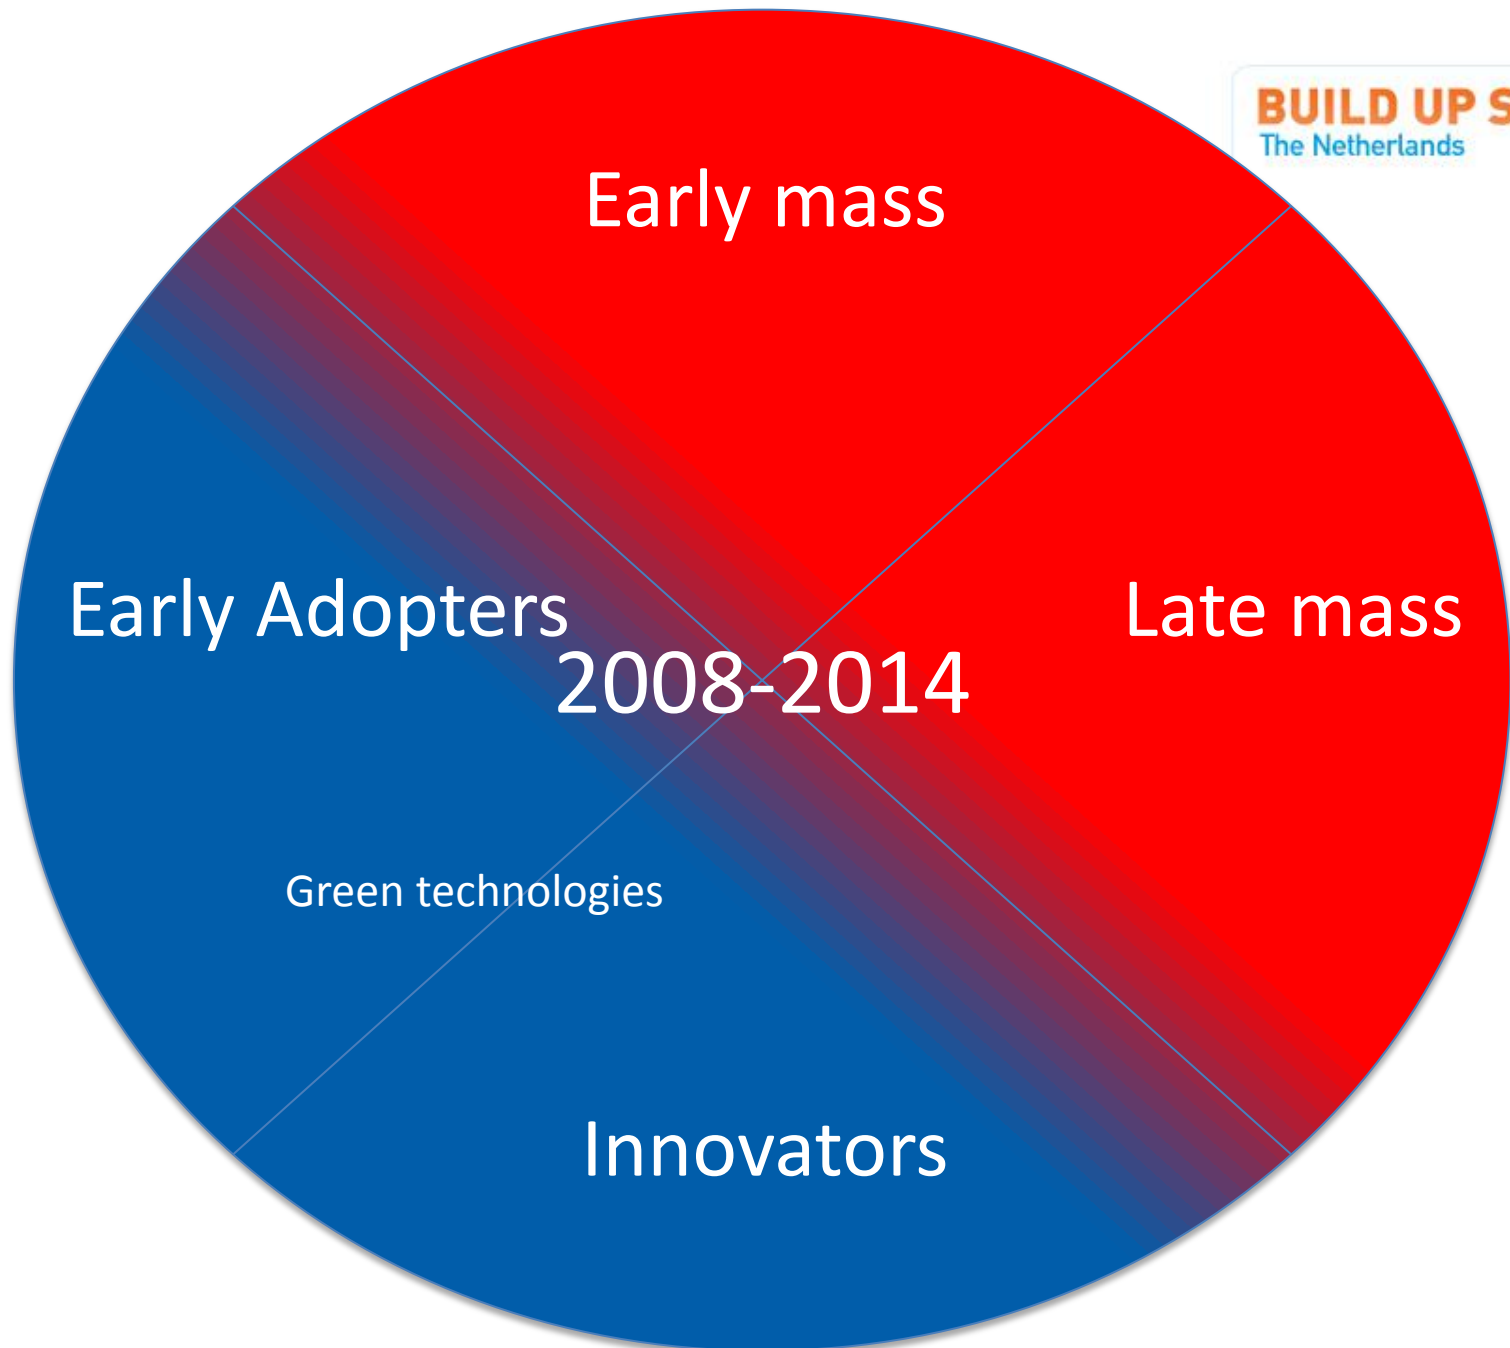 BUILD UP S
The Netherlands
Early mass
Early Adopters
Late mass
2008-2014
Green technologies
Innovators